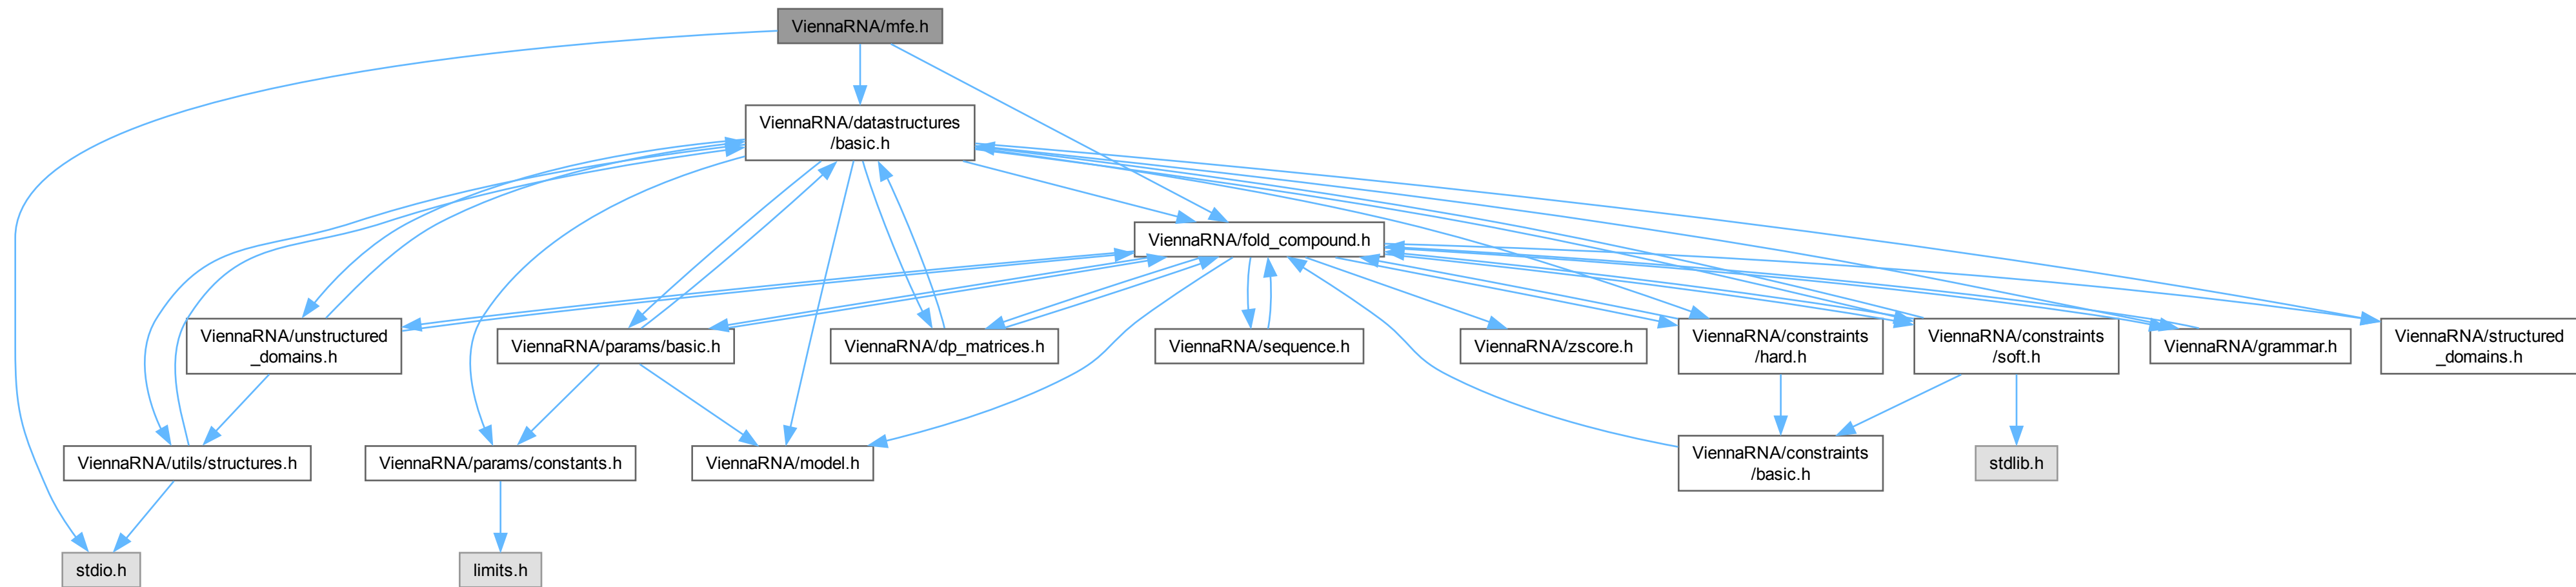 ViennaRNA/mfe.h
ViennaRNA/datastructures
/basic.h
ViennaRNA/fold_compound.h
ViennaRNA/unstructured
_domains.h
ViennaRNA/params/basic.h
ViennaRNA/dp_matrices.h
ViennaRNA/sequence.h
ViennaRNA/zscore.h
ViennaRNA/constraints
/hard.h
ViennaRNA/constraints
/soft.h
ViennaRNA/grammar.h
ViennaRNA/structured
_domains.h
ViennaRNA/utils/structures.h
ViennaRNA/params/constants.h
ViennaRNA/model.h
ViennaRNA/constraints
/basic.h
stdlib.h
stdio.h
limits.h